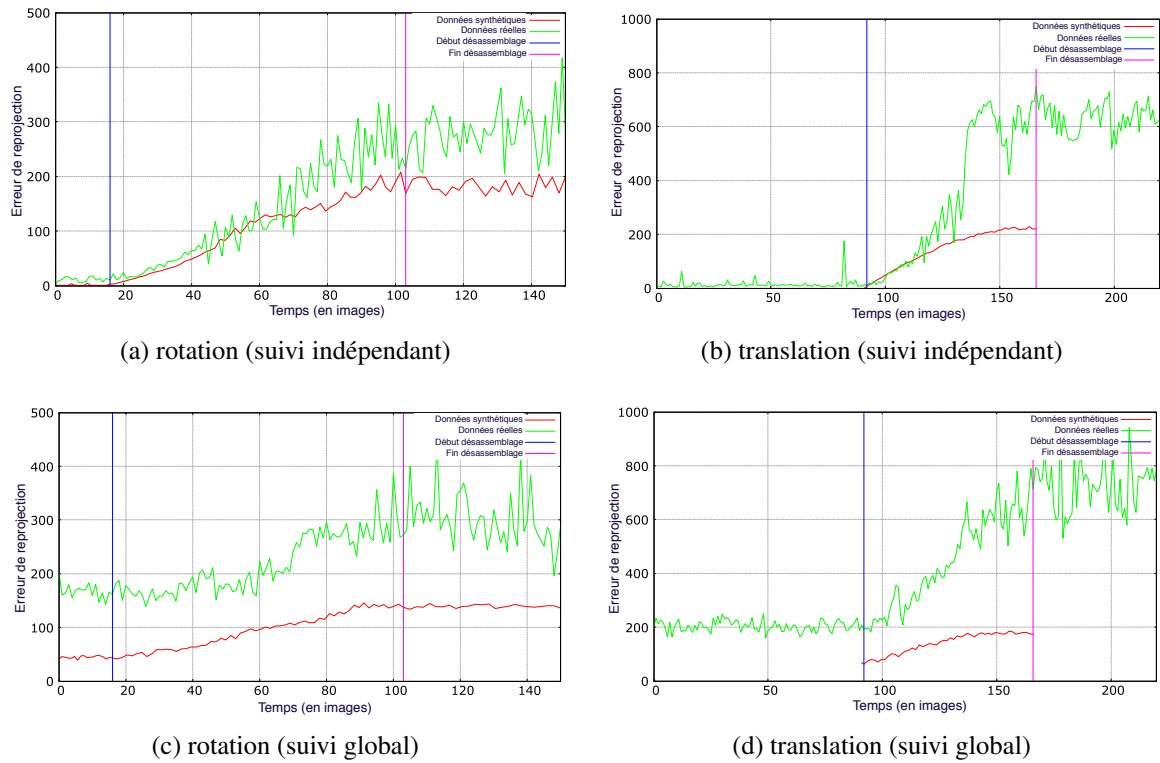 500
400
300
200
100
0
Erreur de reprojection
Données synthétiques
Données réelles
Début désassemblage
Fin désassemblage
0 20 40 60 80 100 120 140
Temps (en images)
(a) rotation (suivi indépendant)
1000
800
600
400
200
0
Erreur de reprojection
Données synthétiques
Données réelles
Début désassemblage
Fin désassemblage
0 50 100 150 200
Temps (en images)
(b) translation (suivi indépendant)
500
400
300
200
100
0
Erreur de reprojection
Données synthétiques
Données réelles
Début désassemblage
Fin désassemblage
0 20 40 60 80 100 120 140
Temps (en images)
(c) rotation (suivi global)
1000
800
600
400
200
0
Erreur de reprojection
Données synthétiques
Données réelles
Début désassemblage
Fin désassemblage
0 50 100 150 200
Temps (en images)
(d) translation (suivi global)